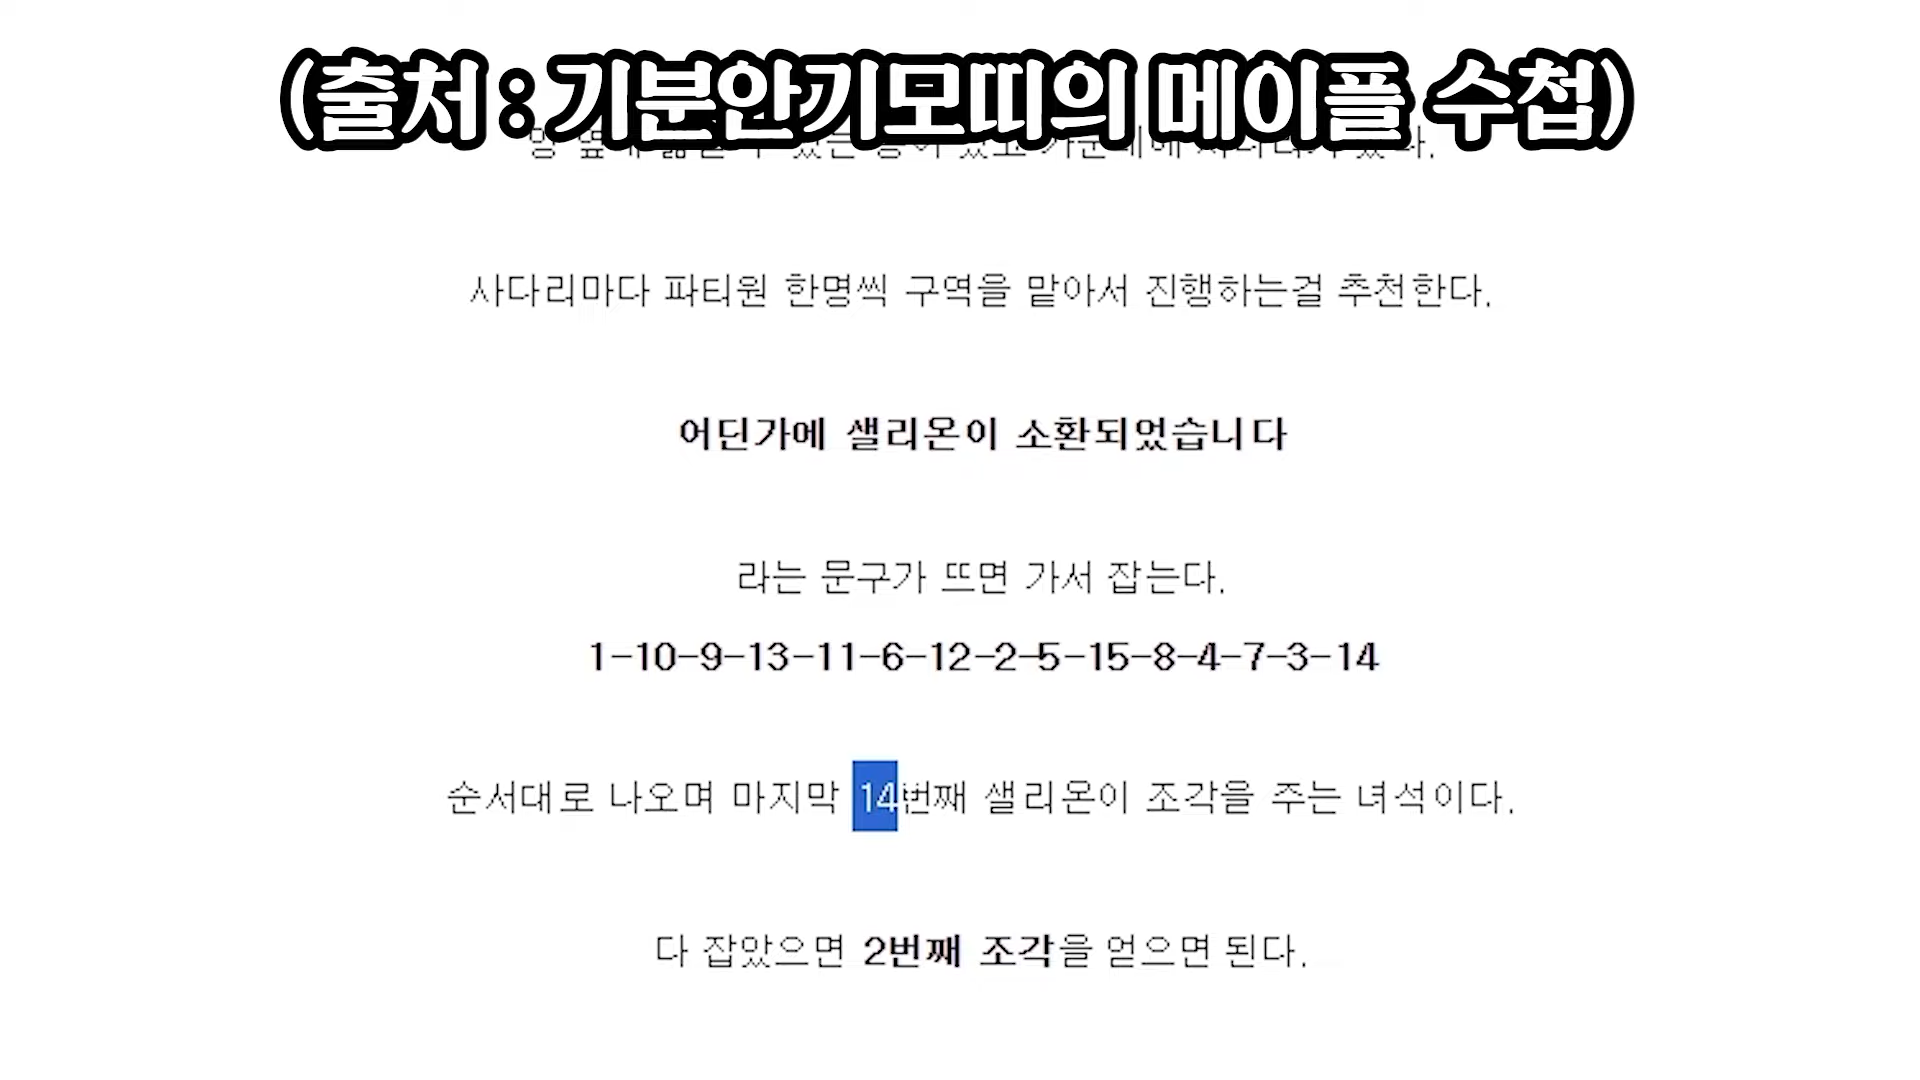 (출처 : 기분안기모띠의 메이플 수첩)
사다리마다 파티원 한명씩 구역을 맡아서 진행하는걸 추천한다.
어딘가에 샐리온이 소환되었습니다
라는 문구가 뜨면 가서 잡는다.
1-10-9-13-11-6-12-2-5-15-8-4-7-3-14
순서대로 나오며 마지막 14번째 샐리온이 조각을 주는 녀석이다.
다 잡았으면 2번째 조각을 얻으면 된다.